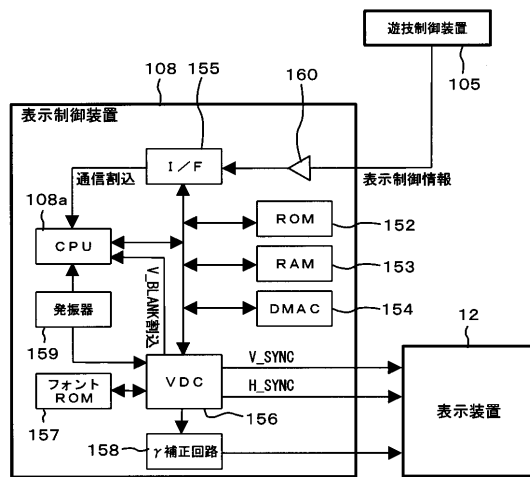 遊技制御装置
105
108
155
160
表示制御装置
I/F
通信割込
表示制御情報
108a
CPU
ROM
152
RAM
153
DMAC
154
発振器
159
V_BLANK割込
VDC
156
V_SYNC
H_SYNC
12
表示装置
フォント
ROM
157
158
γ補正回路